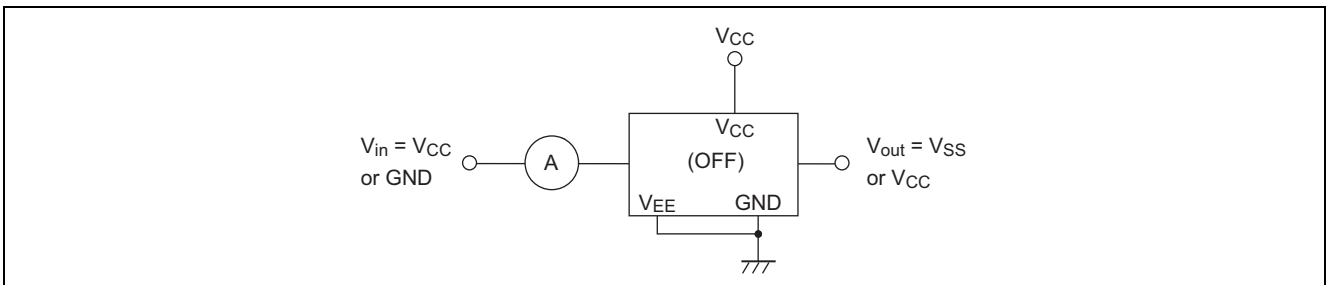 VCC
VCC
(OFF)
VEE GND
Vin = VCC
or GND
A
Vout = VSS
or VCC